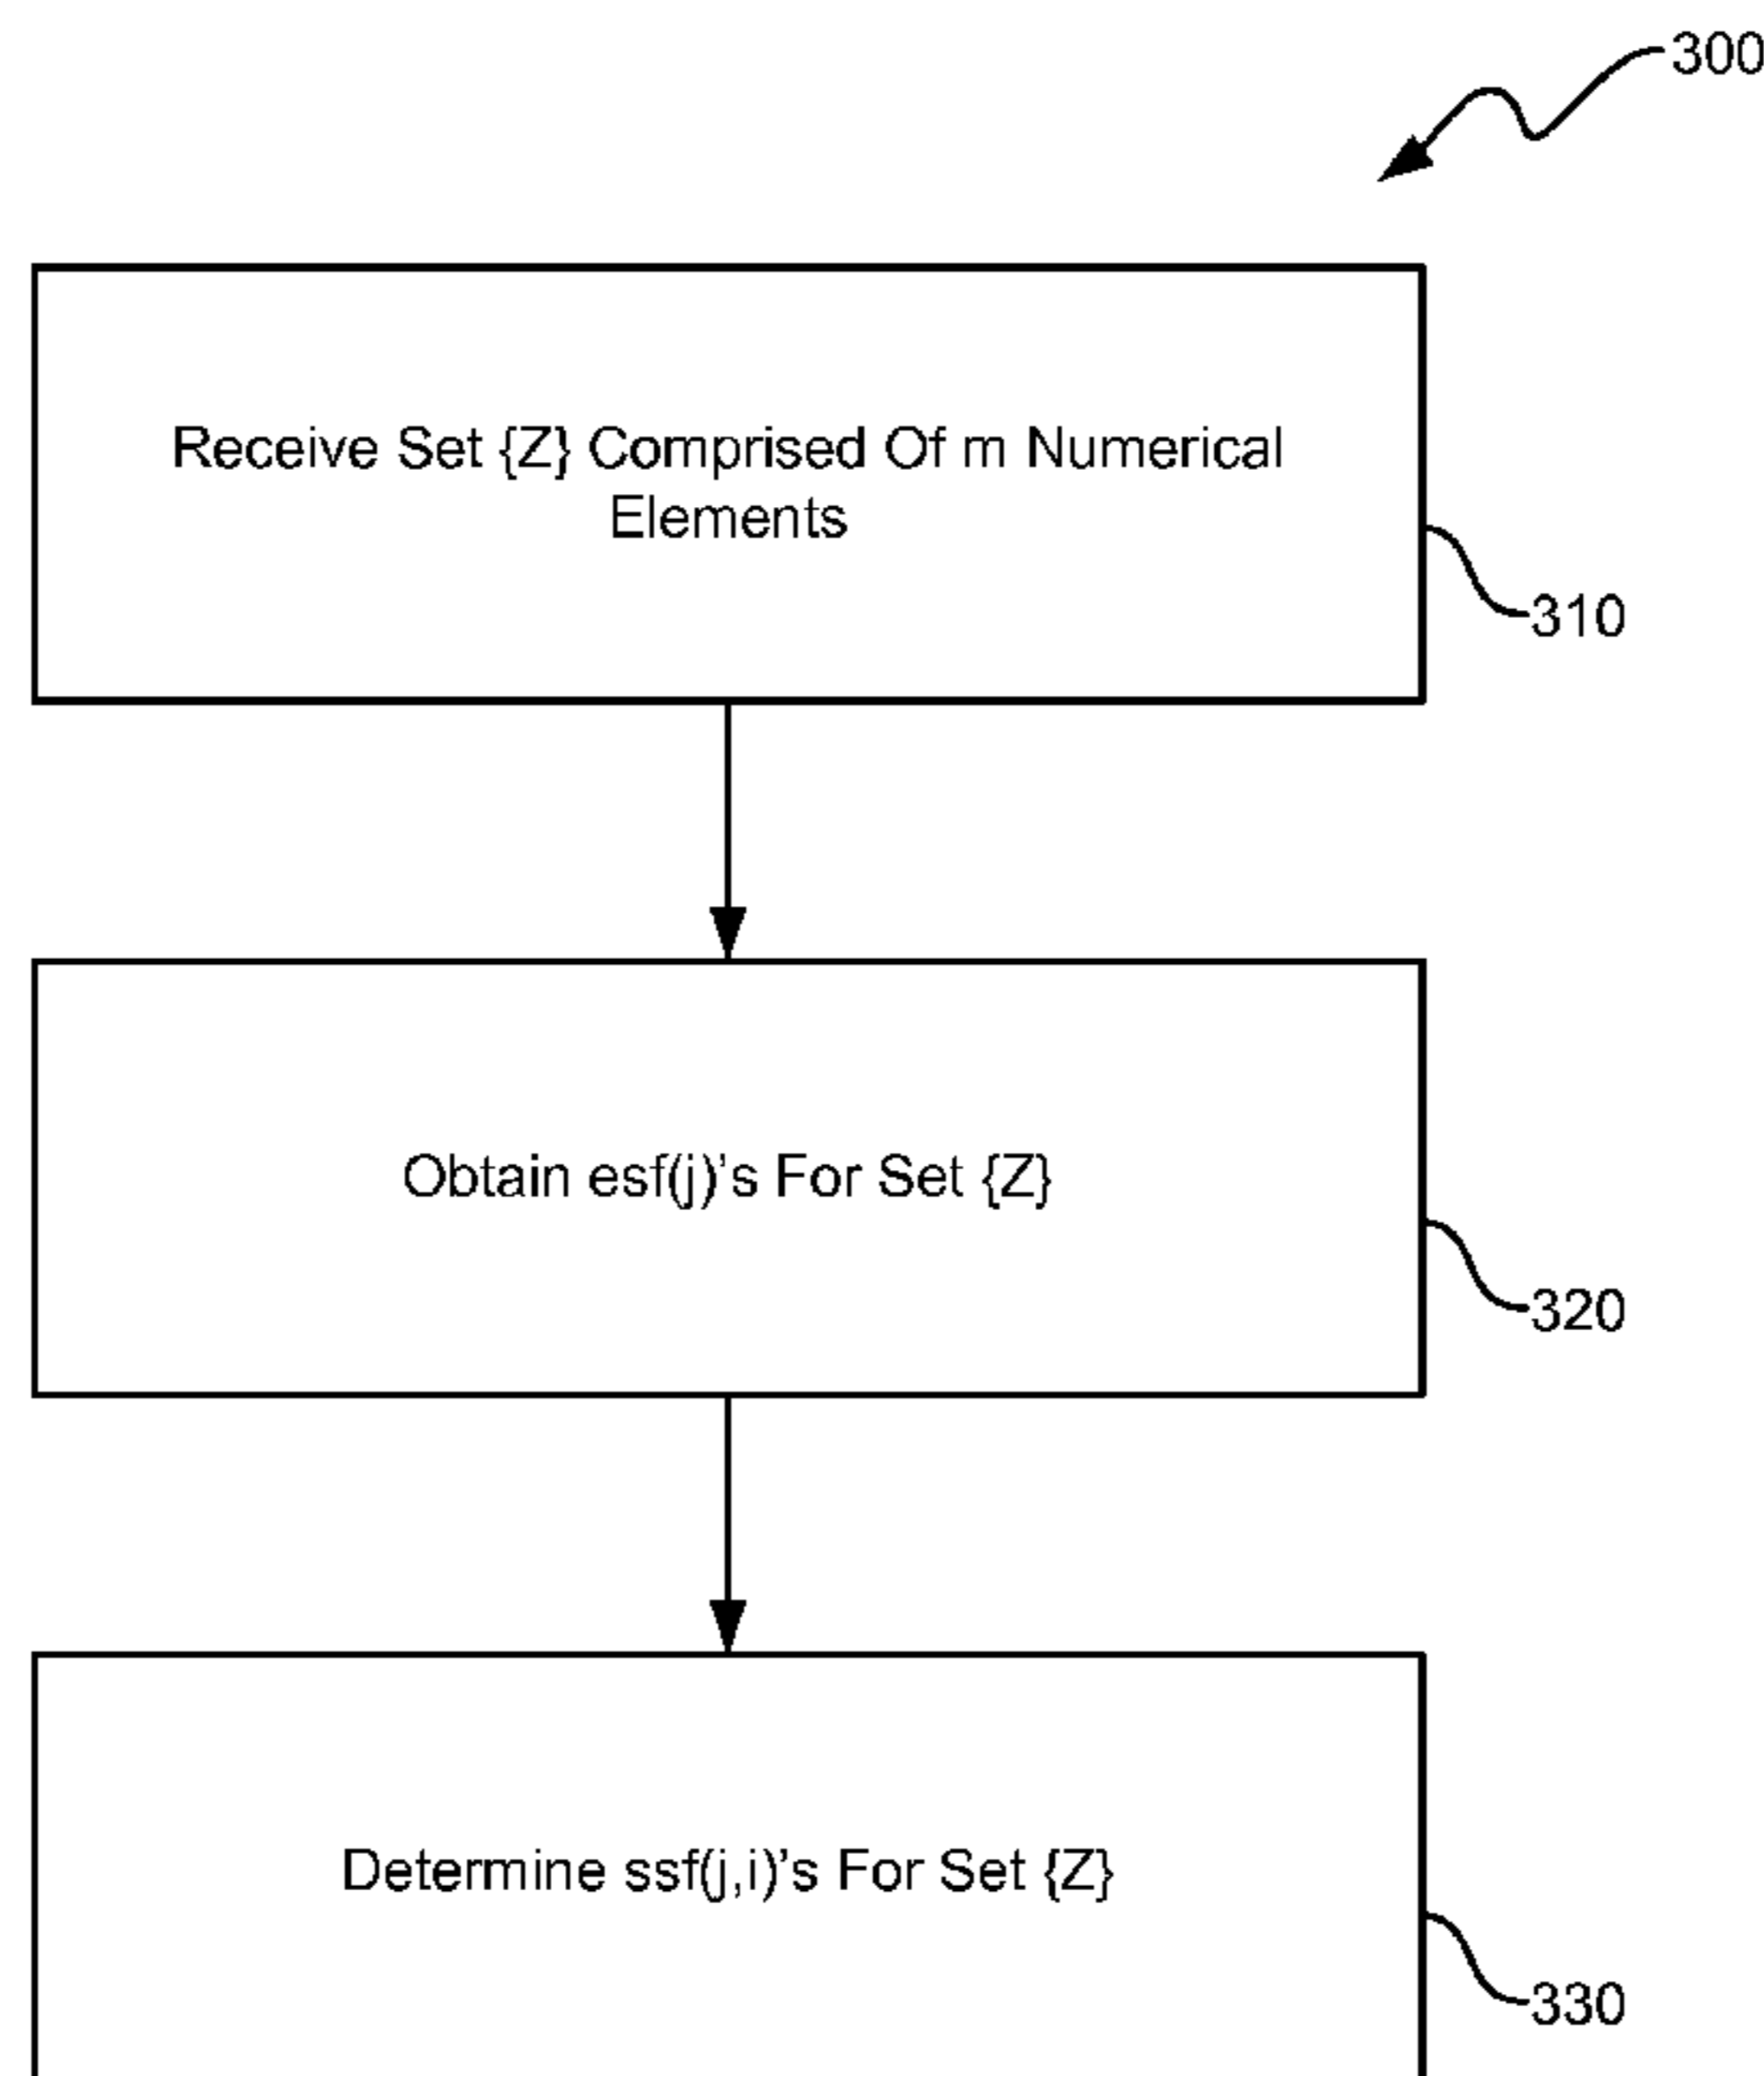 300
Receive Set {Z} Comprised Of m Numerical
Elements
310
Obtain esf(j)'s For Set {Z}
320
Determine ssf(j,i)'s For Set {Z}
330